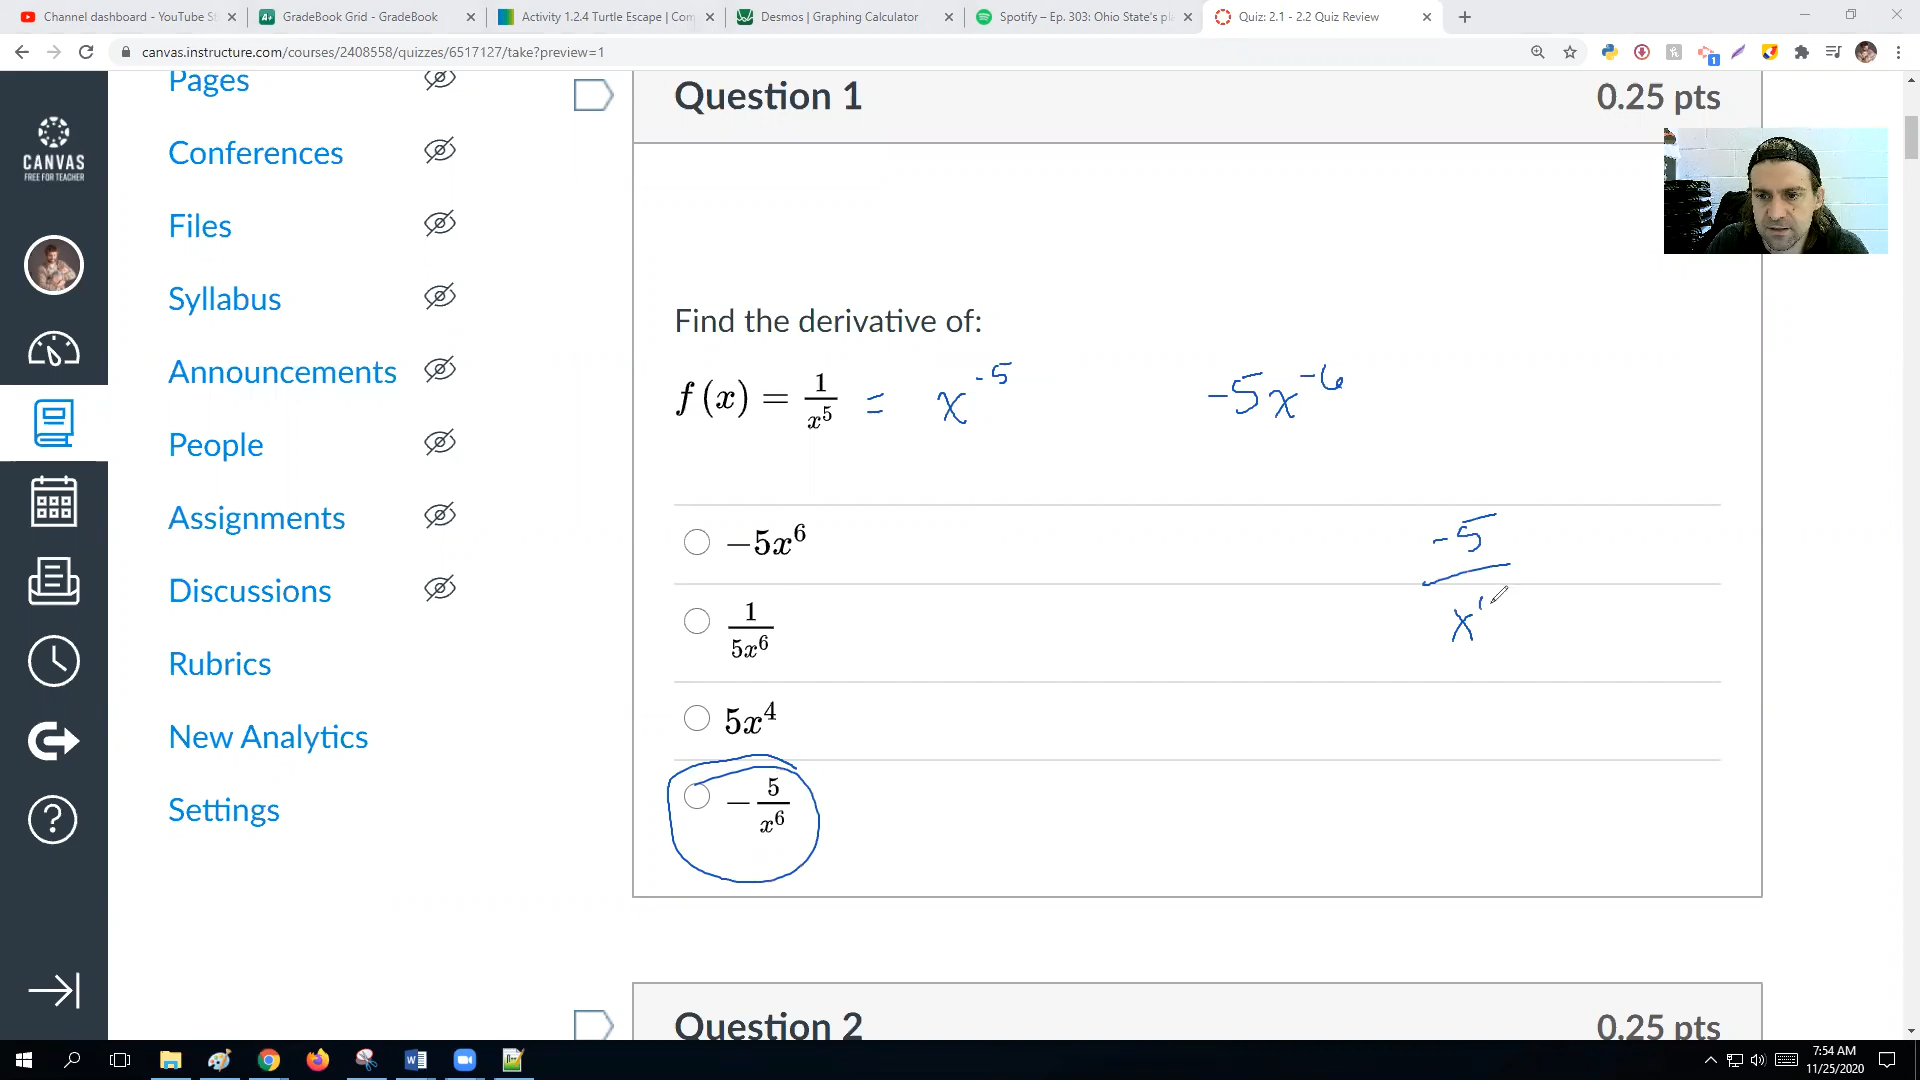 Channel dashboard - YouTube St
GradeBook Grid - GradeBook
Activity 1.2.4 Turtle Escape | Com
Desmos | Graphing Calculator
Spotify – Ep. 303: Ohio State's pl
Quiz: 2.1 - 2.2 Quiz Review
canvas.instructure.com/courses/2408558/quizzes/6517127/take?preview=1
CANVAS
FREE FOR TEACHER
Pages
Conferences
Files
Syllabus
Announcements
People
Assignments
Discussions
Rubrics
New Analytics
Settings
Question 1
0.25 pts
Find the derivative of:
f (x) = 1/x^5 = x^-5
-5x^-6
−5x^6
1/5x^6
5x^4
− 5/x^6
-5
x
Question 2
0.25 pts
7:54 AM
11/25/2020